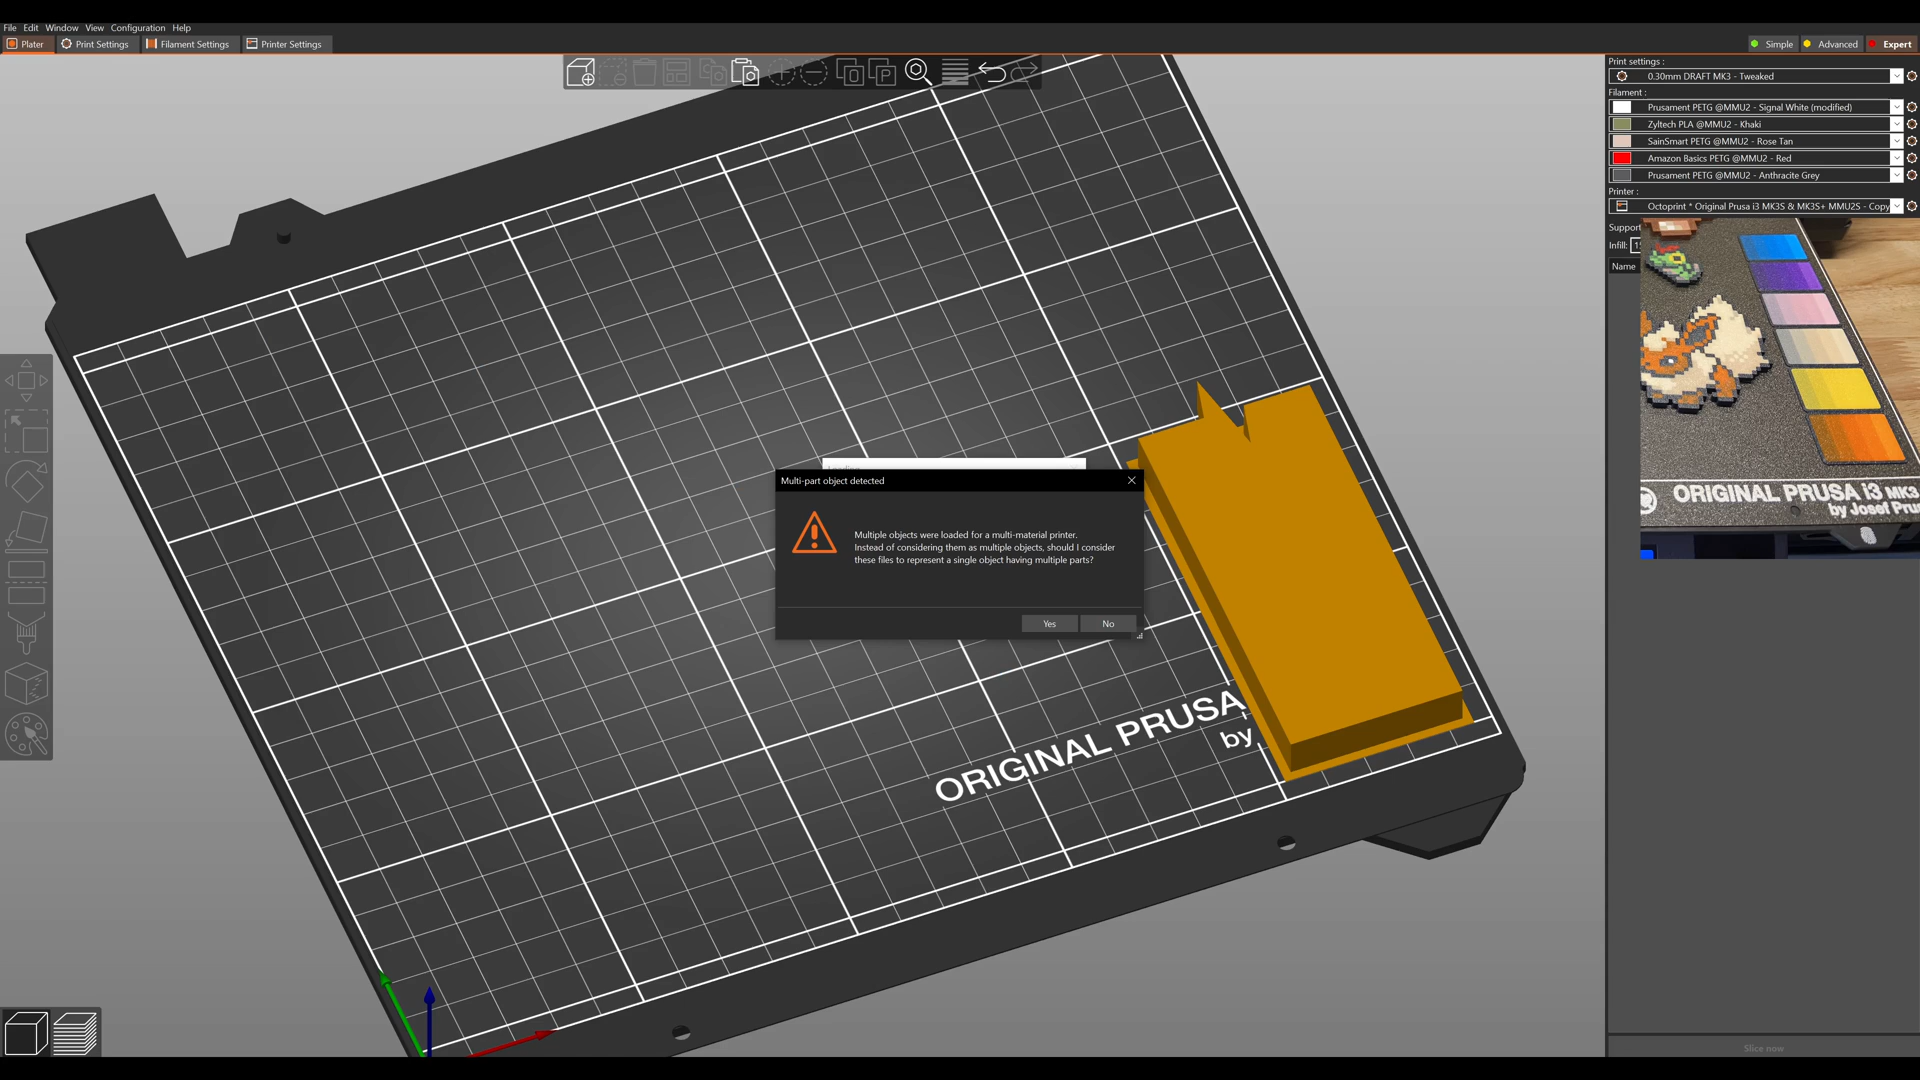 File Edit Window View Configuration Help
Plater Print Settings Filament Settings Printer Settings
Simple Advanced Expert
Print settings :
0.30mm DRAFT MK3 - Tweaked
Filament :
Prusament PETG @MMU2 - Signal White (modified)
Zyltech PLA @MMU2 - Khaki
SainSmart PETG @MMU2 - Rose Tan
Amazon Basics PETG @MMU2 - Red
Prusament PETG @MMU2 - Anthracite Grey
Printer :
Octoprint * Original Prusa i3 MK3S & MK3S+ MMU2S - Copy
Support
Infill:
Name
ORIGINAL PRUSA i3 MK3
by Josef Pru
Multi-part object detected
Multiple objects were loaded for a multi-material printer.
Instead of considering them as multiple objects, should I consider
these files to represent a single object having multiple parts?
Yes No
ORIGINAL PRUSA
by
Slice now